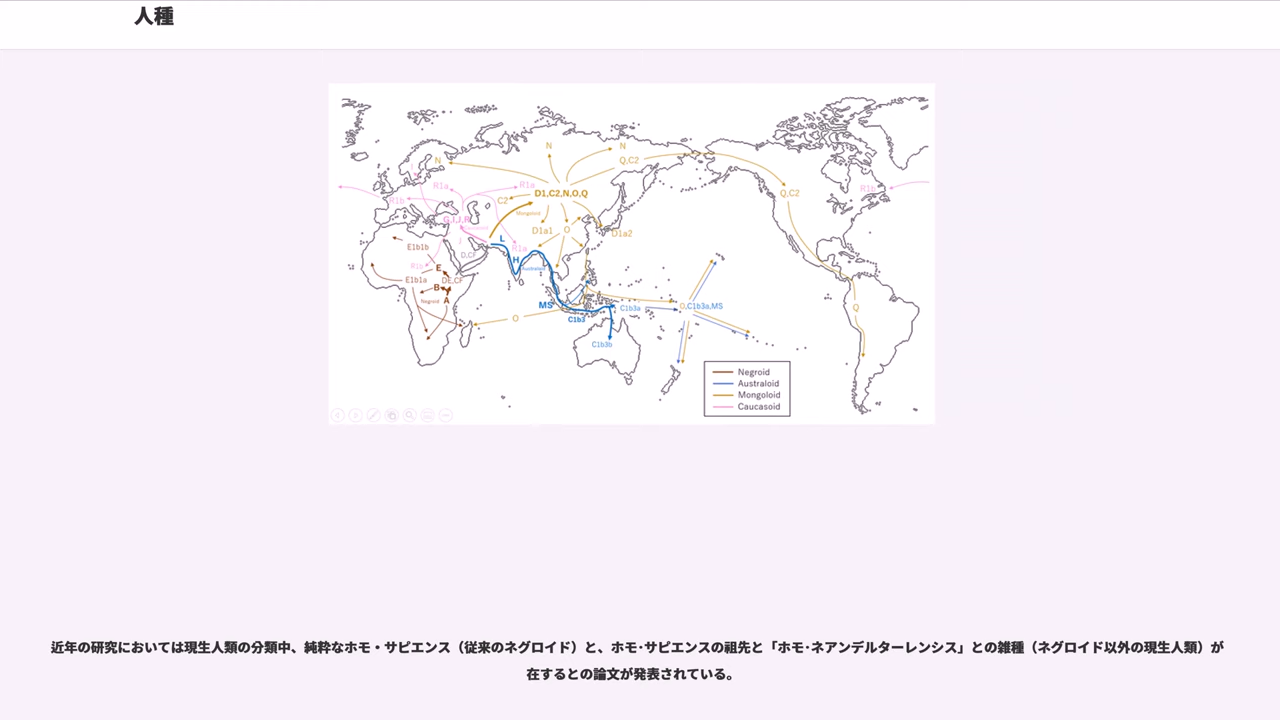 人種
N
N
N
Q,C2
R1a
R1a
D1,C2,N,O,Q
Q,C2
R1b
R1b
C2
Mongoloid
G,I,J,R
D1a1
O
D1a2
L
E1b1b
J
R1a
D,CF
H
R1b
E
Australoid
E1b1a
DE,CF
B
A
Negroid
MS
C1b3a
O,C1b3a,MS
Q
O
C1b3
C1b3b
Negroid
Australoid
Mongoloid
Caucasoid
近年の研究においては現生人類の分類中、純粋なホモ・サピエンス（従来のネグロイド）と、ホモ·サピエンスの祖先と「ホモ·ネアンデルターレンシス」との雑種（ネグロイド以外の現生人類）が
在するとの論文が発表されている。